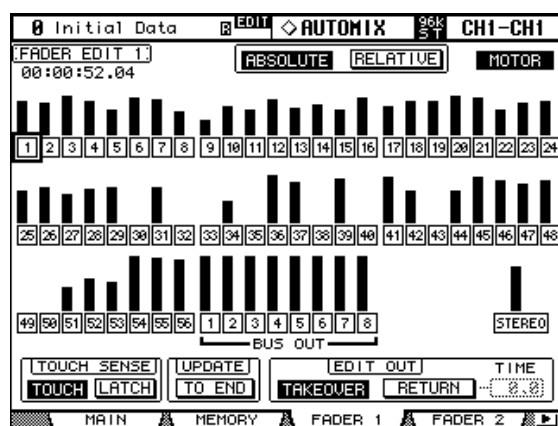 0 Initial Data EDIT AUTOMIX 96K ST CH1-CH1
FADER EDIT 1
00:00:52.04
ABSOLUTE RELATIVE MOTOR
1 2 3 4 5 6 7 8 9 10 11 12 13 14 15 16 17 18 19 20 21 22 23 24
25 26 27 28 29 30 31 32 33 34 35 36 37 38 39 40 41 42 43 44 45 46 47 48
49 50 51 52 53 54 55 56 1 2 3 4 5 6 7 8 STEREO
BUS OUT
TOUCH SENSE UPDATE EDIT OUT TIME
TOUCH LATCH TO END TAKEOVER RETURN 0.0
MAIN MEMORY FADER 1 FADER 2